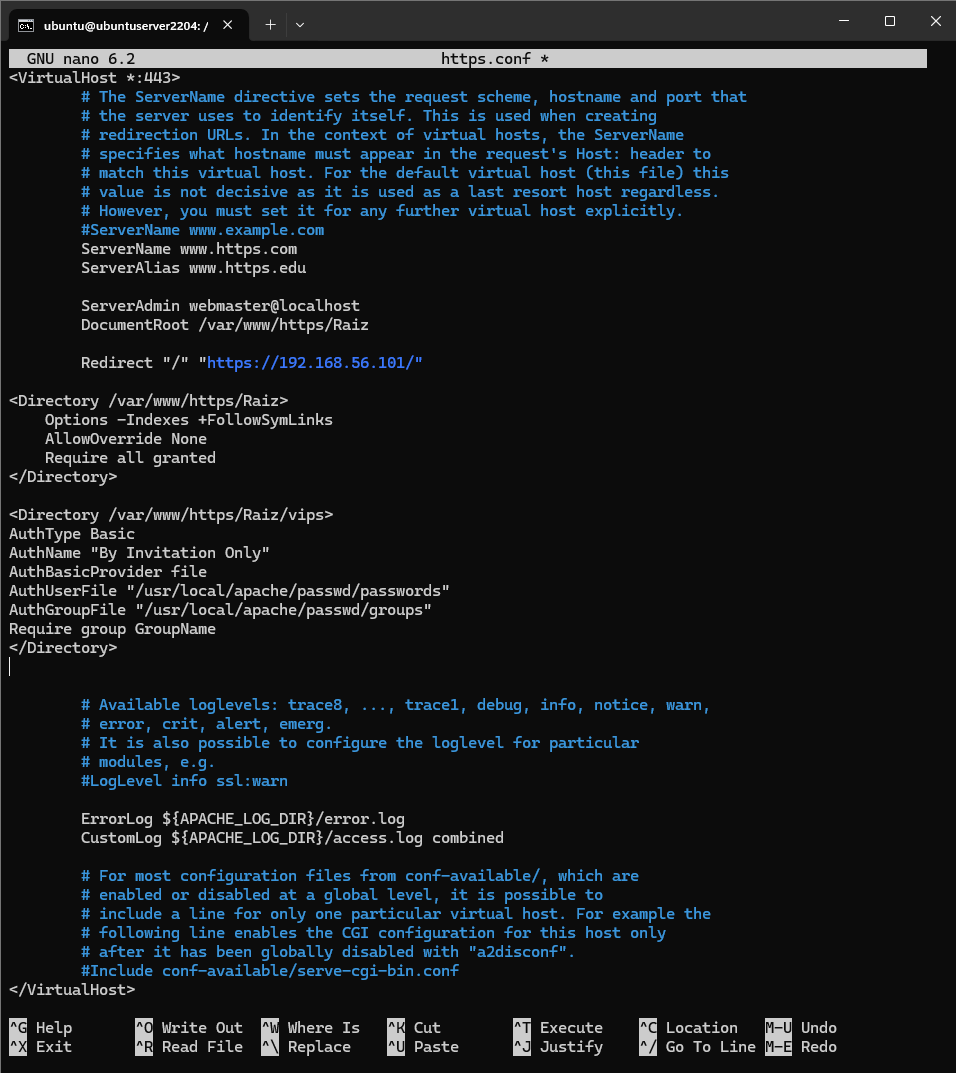 ubuntu@ubuntuserver2204: /
GNU nano 6.2 https.conf *
<VirtualHost *:443>
# The ServerName directive sets the request scheme, hostname and port that
# the server uses to identify itself. This is used when creating
# redirection URLs. In the context of virtual hosts, the ServerName
# specifies what hostname must appear in the request's Host: header to
# match this virtual host. For the default virtual host (this file) this
# value is not decisive as it is used as a last resort host regardless.
# However, you must set it for any further virtual host explicitly.
#ServerName www.example.com
ServerName www.https.com
ServerAlias www.https.edu
ServerAdmin webmaster@localhost
DocumentRoot /var/www/https/Raiz
Redirect "/" "https://192.168.56.101/"
<Directory /var/www/https/Raiz>
Options -Indexes +FollowSymLinks
AllowOverride None
Require all granted
</Directory>
<Directory /var/www/https/Raiz/vips>
AuthType Basic
AuthName "By Invitation Only"
AuthBasicProvider file
AuthUserFile "/usr/local/apache/passwd/passwords"
AuthGroupFile "/usr/local/apache/passwd/groups"
Require group GroupName
</Directory>
# Available loglevels: trace8, ..., trace1, debug, info, notice, warn,
# error, crit, alert, emerg.
# It is also possible to configure the loglevel for particular
# modules, e.g.
#LogLevel info ssl:warn
ErrorLog ${APACHE_LOG_DIR}/error.log
CustomLog ${APACHE_LOG_DIR}/access.log combined
# For most configuration files from conf-available/, which are
# enabled or disabled at a global level, it is possible to
# include a line for only one particular virtual host. For example the
# following line enables the CGI configuration for this host only
# after it has been globally disabled with "a2disconf".
#Include conf-available/serve-cgi-bin.conf
</VirtualHost>
^G Help ^O Write Out ^W Where Is ^K Cut ^T Execute ^C Location M-U Undo
^X Exit ^R Read File ^\ Replace ^U Paste ^J Justify ^/ Go To Line M-E Redo